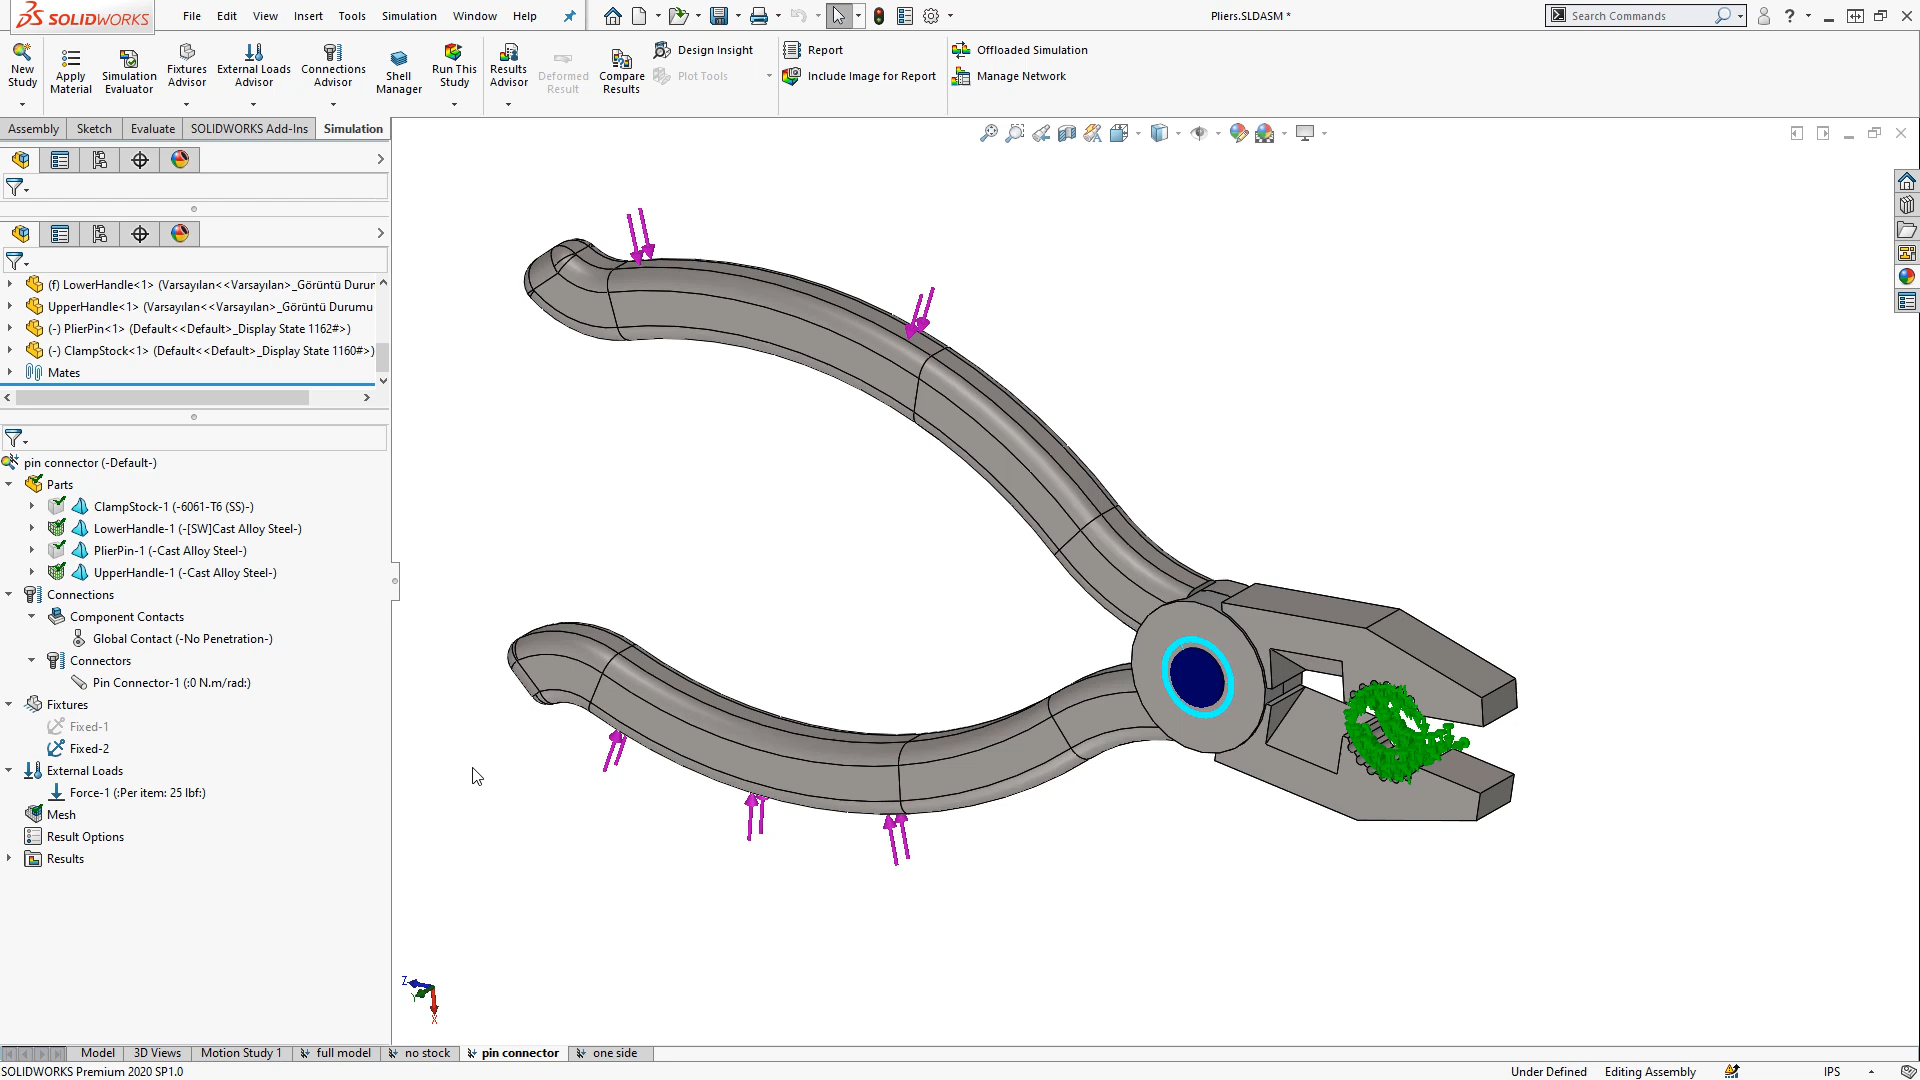 SOLIDWORKS
File Edit View Insert Tools Simulation Window Help
Pliers.SLDASM *
Search Commands
New Study
Apply Material
Simulation Evaluator
Fixtures Advisor
External Loads Advisor
Connections Advisor
Shell Manager
Run This Study
Results Advisor
Deformed Result
Compare Results
Design Insight
Plot Tools
Report
Include Image for Report
Offloaded Simulation
Manage Network
Assembly Sketch Evaluate SOLIDWORKS Add-Ins Simulation
(f) LowerHandle<1> (Varsayılan<<Varsayılan>_Görüntü Durur
UpperHandle<1> (Varsayılan<<Varsayılan>_Görüntü Durumu
(-) PlierPin<1> (Default<<Default>_Display State 1162#>)
(-) ClampStock<1> (Default<<Default>_Display State 1160#>)
Mates
pin connector (-Default-)
Parts
ClampStock-1 (-6061-T6 (SS)-)
LowerHandle-1 (-[SW]Cast Alloy Steel-)
PlierPin-1 (-Cast Alloy Steel-)
UpperHandle-1 (-Cast Alloy Steel-)
Connections
Component Contacts
Global Contact (-No Penetration-)
Connectors
Pin Connector-1 (:0 N.m/rad:)
Fixtures
Fixed-1
Fixed-2
External Loads
Force-1 (:Per item: 25 lbf:)
Mesh
Result Options
Results
Z
Y
X
Model 3D Views Motion Study 1 full model no stock pin connector one side
SOLIDWORKS Premium 2020 SP1.0
Under Defined Editing Assembly IPS